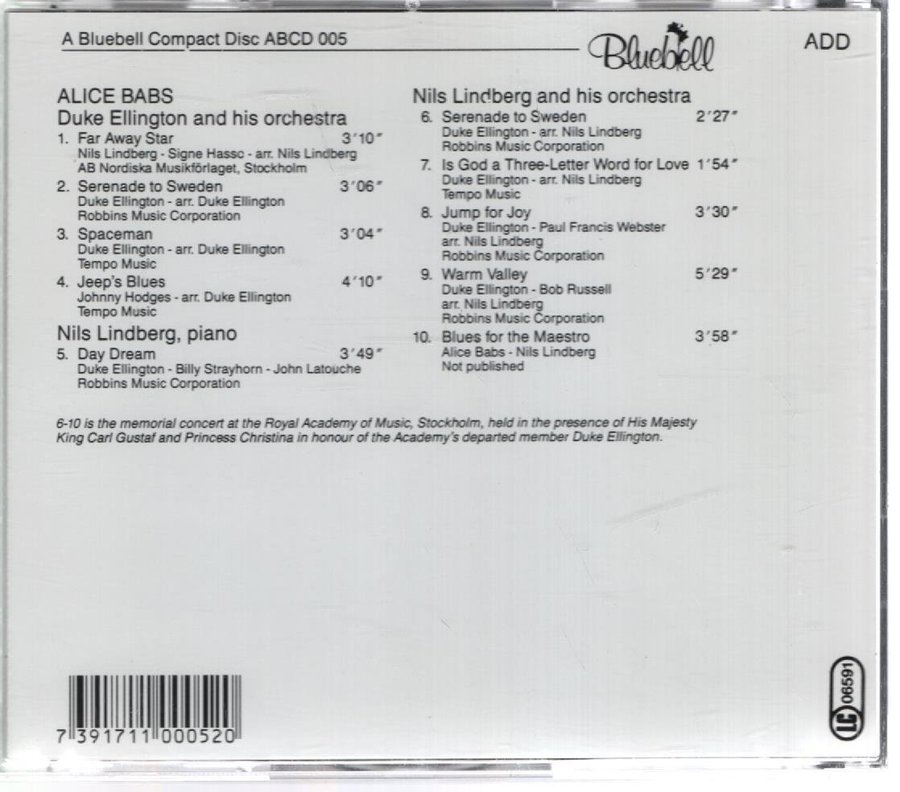 A Bluebell Compact Disc ABCD 005
Bluebell
ADD
ALICE BABS
Duke Ellington and his orchestra
1. Far Away Star 3'10"
Nils Lindberg - Signe Hasso - arr. Nils Lindberg
AB Nordiska Musikförlaget, Stockholm
2. Serenade to Sweden 3'06"
Duke Ellington - arr. Duke Ellington
Robbins Music Corporation
3. Spaceman 3'04"
Duke Ellington - arr. Duke Ellington
Tempo Music
4. Jeep's Blues 4'10"
Johnny Hodges - arr. Duke Ellington
Tempo Music
Nils Lindberg, piano
5. Day Dream 3'49"
Duke Ellington - Billy Strayhorn - John Latouche
Robbins Music Corporation
Nils Lindberg and his orchestra
6. Serenade to Sweden 2'27"
Duke Ellington - arr. Nils Lindberg
Robbins Music Corporation
7. Is God a Three-Letter Word for Love 1'54"
Duke Ellington - arr. Nils Lindberg
Tempo Music
8. Jump for Joy 3'30"
Duke Ellington - Paul Francis Webster
arr. Nils Lindberg
Robbins Music Corporation
9. Warm Valley 5'29"
Duke Ellington - Bob Russell
arr. Nils Lindberg
Robbins Music Corporation
10. Blues for the Maestro 3'58"
Alice Babs - Nils Lindberg
Not published
6-10 is the memorial concert at the Royal Academy of Music, Stockholm, held in the presence of His Majesty
King Carl Gustaf and Princess Christina in honour of the Academy's departed member Duke Ellington.
7 391711 000520
LC 06591